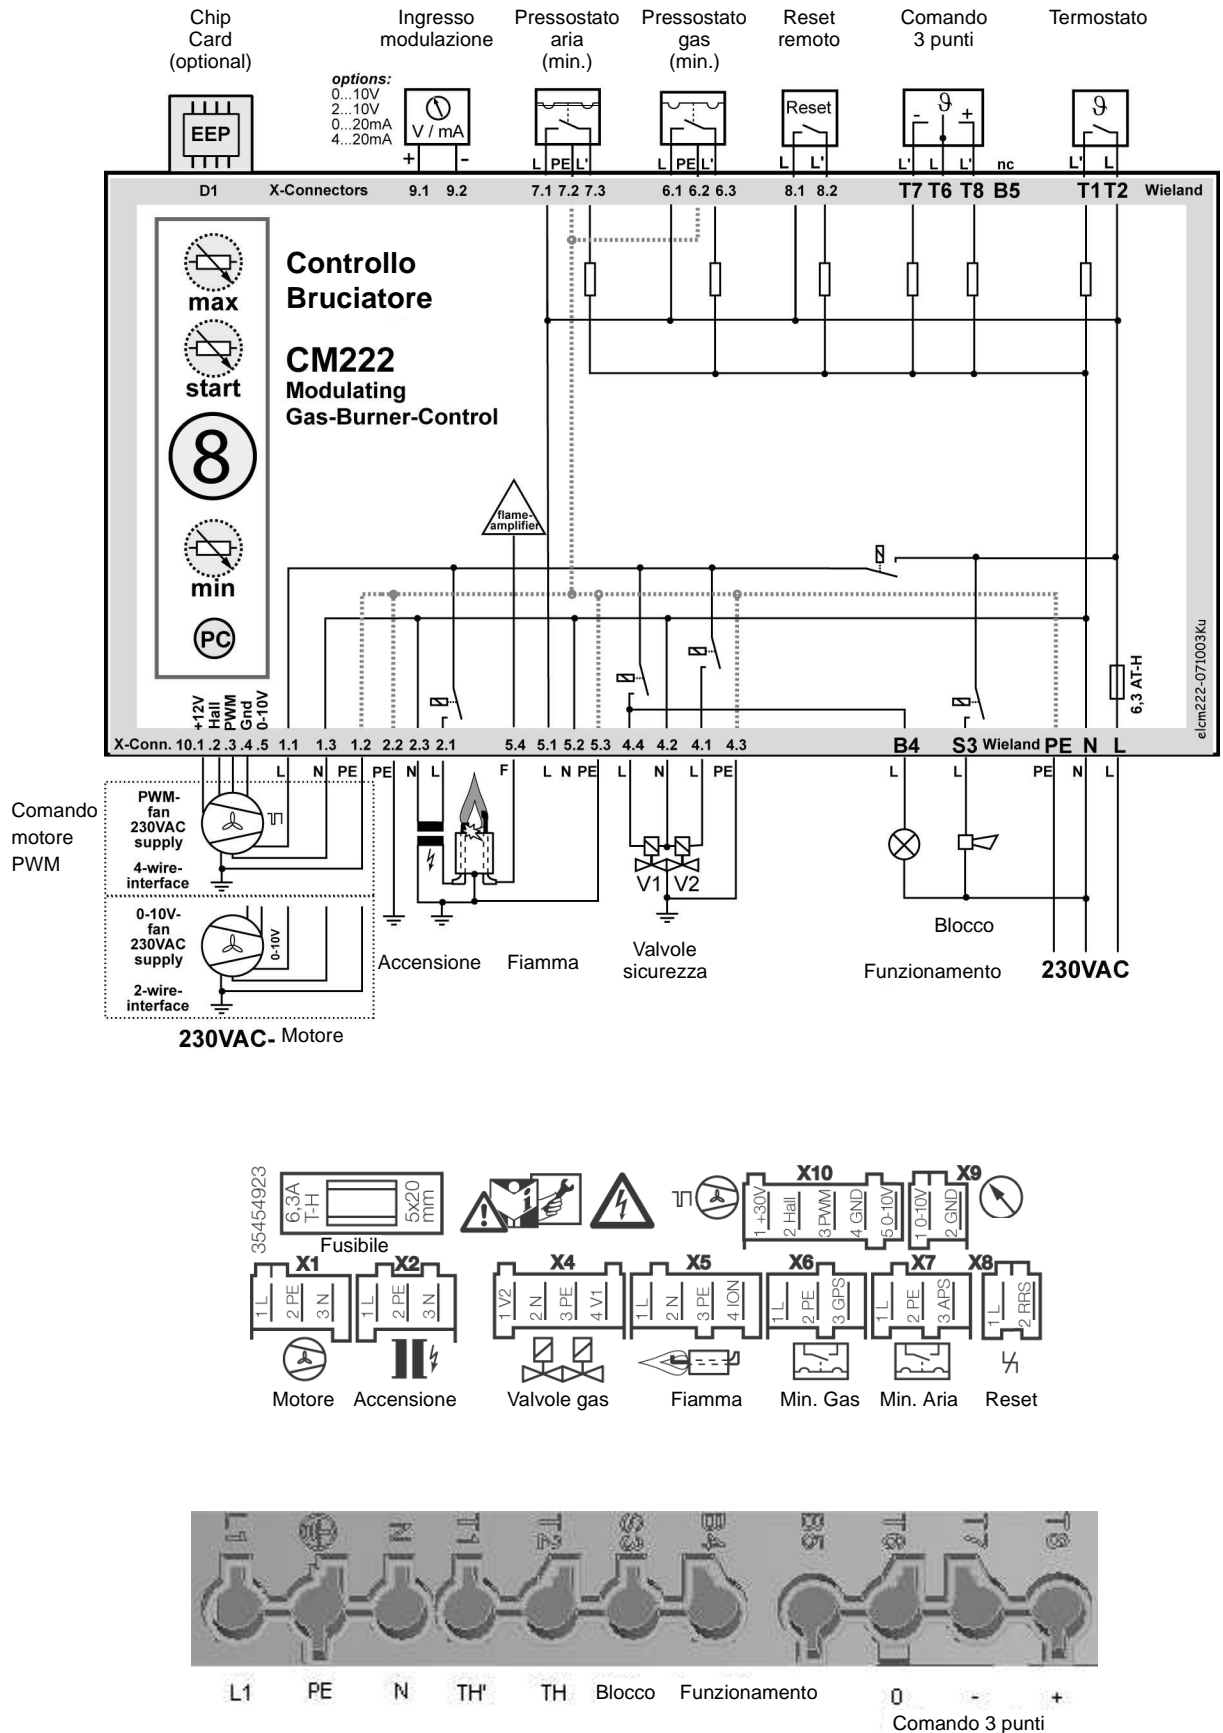 Chip
Card
(optional)
Ingresso
modulazione
Pressostato
aria
(min.)
Pressostato
gas
(min.)
Reset
remoto
Comando
3 punti
Termostato
options:
0...10V
2...10V
0...20mA
4...20mA
EEP
V / mA
+ -
Reset
- ϑ +
ϑ
L PE L'
L PE L'
L L'
L' L L' nc
L' L
D1 X-Connectors 9.1 9.2 7.1 7.2 7.3 6.1 6.2 6.3 8.1 8.2 T7 T6 T8 B5 T1 T2 Wieland
max
start
8
min
PC
Controllo
Bruciatore
CM222
Modulating
Gas-Burner-Control
flame-
amplifier
6,3 AT-H
elcm222-071003Ku
+12V
Hall
PWM
Gnd
0-10V
X-Conn. 10.1 .2 .3 .4 .5 1.1 1.3 1.2 2.2 2.3 2.1 5.4 5.1 5.2 5.3 4.4 4.2 4.1 4.3 B4 S3 Wieland PE N L
L N PE PE N L F L N PE L N L PE L L PE N L
Comando
motore
PWM
PWM-
fan
230VAC
supply
4-wire-
interface
0-10V-
fan
230VAC
supply
2-wire-
interface
0-10V
V1 V2
Accensione
Fiamma
Valvole
sicurezza
Blocco
Funzionamento
230VAC
230VAC- Motore
35454923
6,3A
T-H
5x20
mm
Fusibile
X10
1 +30V
2 Hall
3 PWM
4 GND
5 0-10V
X9
1 0-10V
2 GND
X1
1 L
2 PE
3 N
X2
1 L
2 PE
3 N
X4
1 V2
2 N
3 PE
4 V1
X5
1 L
2 N
3 PE
4 ION
X6
1 L
2 PE
3 GPS
X7
1 L
2 PE
3 APS
X8
1 L
2 RRS
Motore
Accensione
Valvole gas
Fiamma
Min. Gas
Min. Aria
Reset
L1 N T1 T2 S3 B4 B5 T6 T7 T8
L1 PE N TH' TH Blocco Funzionamento 0 - +
Comando 3 punti